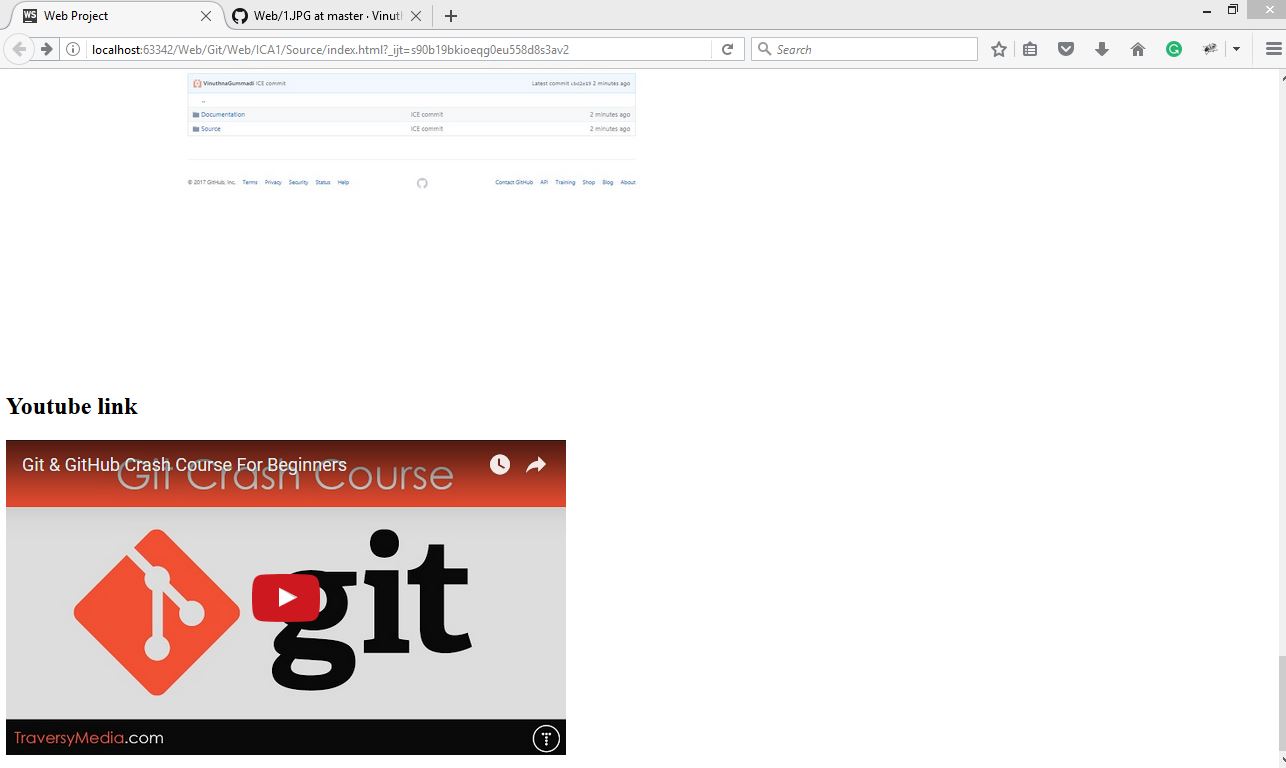 WS Web Project
Web/1.JPG at master · Vinuth
localhost:63342/Web/Git/Web/ICA1/Source/index.html?_ijt=s90b19bkioeqg0eu558d8s3av2
Search
VinuthnaGummadi ICE commit Latest commit 2 minutes ago
..
Documentation ICE commit 2 minutes ago
Source ICE commit 2 minutes ago
© 2017 GitHub, Inc. Terms Privacy Security Status Help Contact GitHub API Training Shop Blog About
Youtube link
Git & GitHub Crash Course For Beginners
Git Crash Course
git
TraversyMedia.com